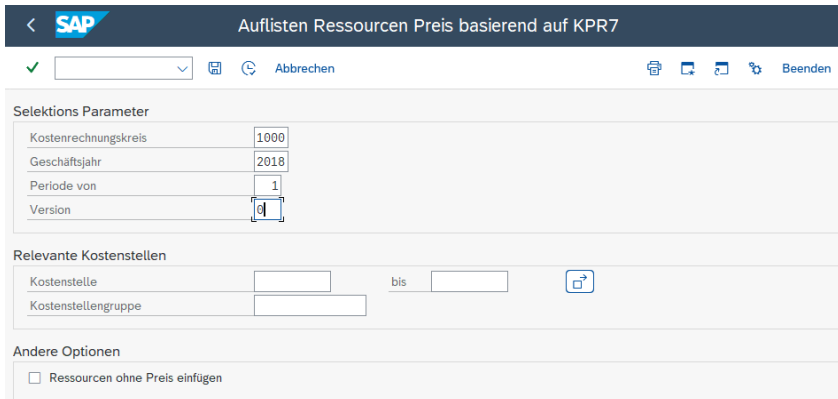 SAP Auflisten Ressourcen Preis basierend auf KPR7
Abbrechen Beenden
Selektions Parameter
Kostenrechnungskreis 1000
Geschäftsjahr 2018
Periode von 1
Version 0
Relevante Kostenstellen
Kostenstelle bis
Kostenstellengruppe
Andere Optionen
Ressourcen ohne Preis einfügen